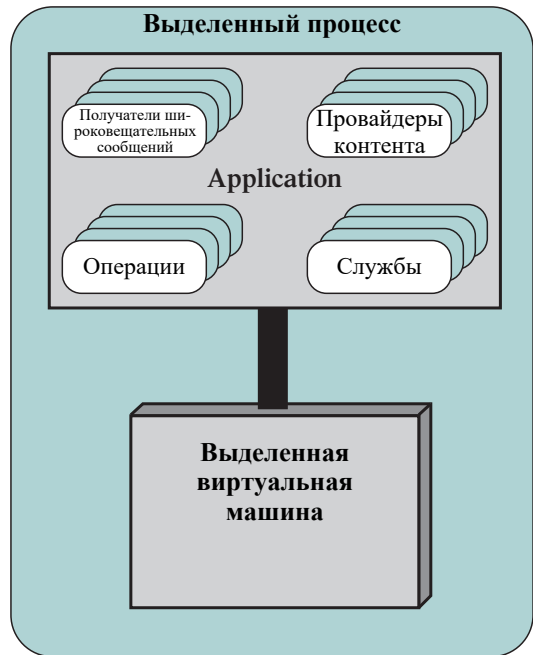 Выделенный процесс
Получатели ши-
роковещательных
сообщений
Провайдеры
контента
Application
Операции
Службы
Выделенная
виртуальная
машина